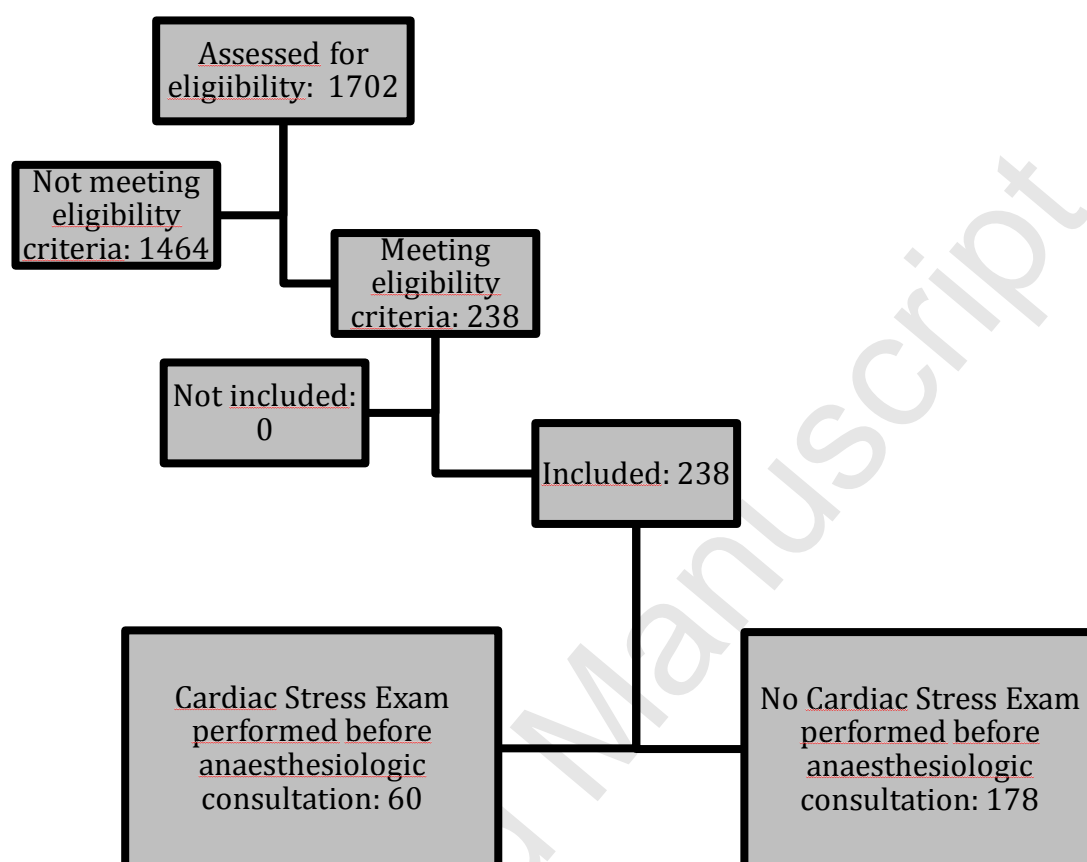 Assessed for
eligiibility: 1702
Not meeting
eligibility
criteria: 1464
Meeting
eligibility
criteria: 238
Not included:
0
Included: 238
Cardiac Stress Exam
performed before
anaesthesiologic
consultation: 60
No Cardiac Stress Exam
performed before
anaesthesiologic
consultation: 178
Manuscript